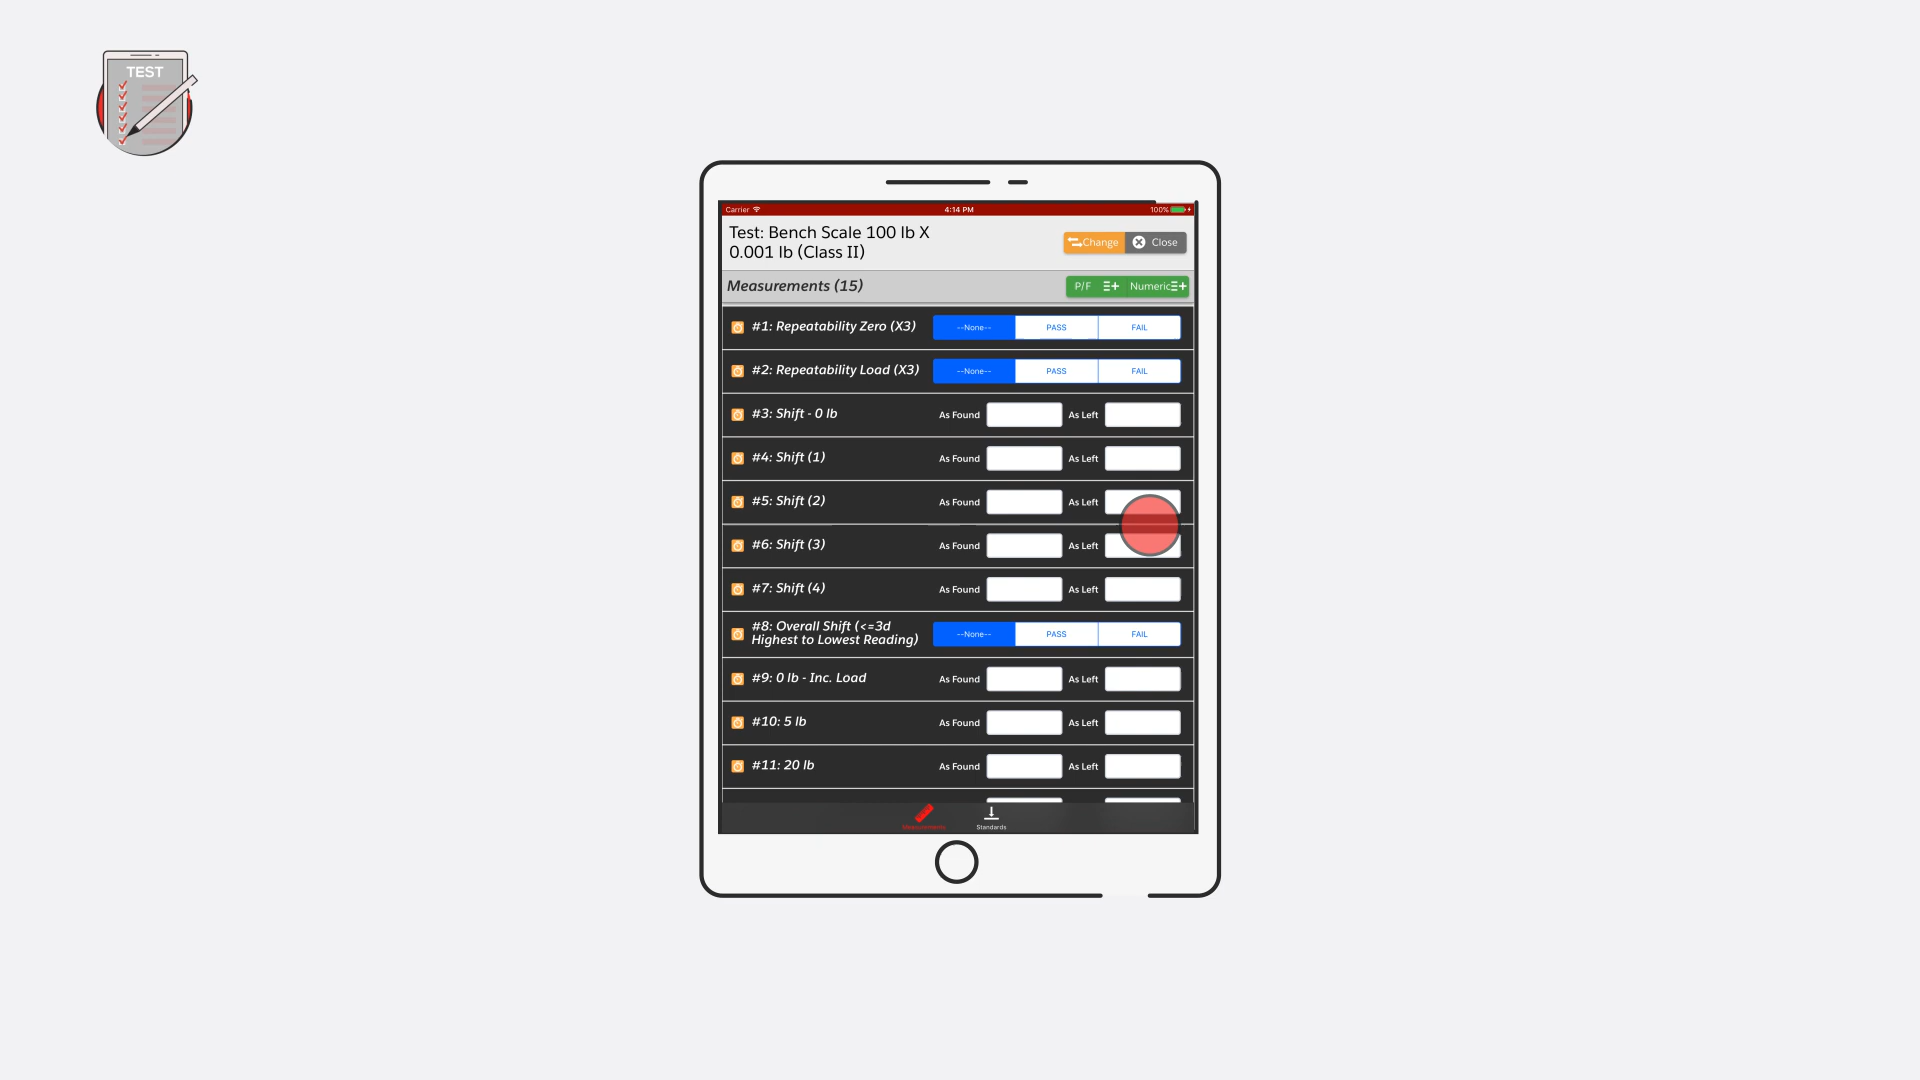 TEST
Carrier 4:14 PM 100%
Test: Bench Scale 100 lb X
0.001 lb (Class II)
Change Close
Measurements (15) P/F Numeric
#1: Repeatability Zero (X3) --None-- PASS FAIL
#2: Repeatability Load (X3) --None-- PASS FAIL
#3: Shift - 0 lb As Found As Left
#4: Shift (1) As Found As Left
#5: Shift (2) As Found As Left
#6: Shift (3) As Found As Left
#7: Shift (4) As Found As Left
#8: Overall Shift (<=3d
Highest to Lowest Reading) --None-- PASS FAIL
#9: 0 lb - Inc. Load As Found As Left
#10: 5 lb As Found As Left
#11: 20 lb As Found As Left
Measurements Standards